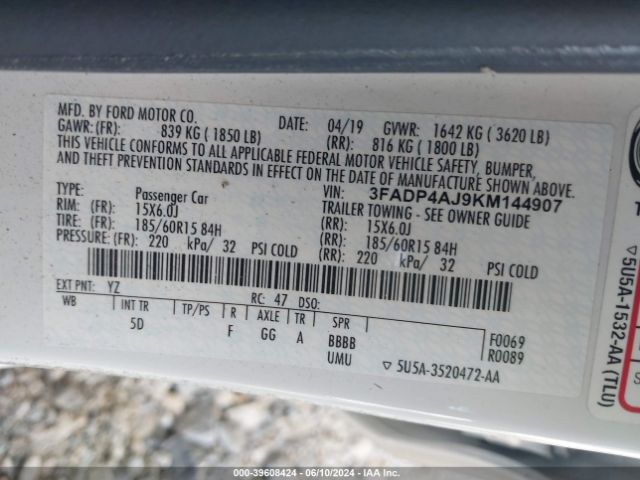 MFD. BY FORD MOTOR CO. DATE: 04/19 GVWR: 1642 KG ( 3620 LB)
GAWR: (FR): 839 KG ( 1850 LB) (RR): 816 KG ( 1800 LB)
THIS VEHICLE CONFORMS TO ALL APPLICABLE FEDERAL MOTOR VEHICLE SAFETY, BUMPER,
AND THEFT PREVENTION STANDARDS IN EFFECT ON THE DATE OF MANUFACTURE SHOWN ABOVE.
TYPE: Passenger Car VIN: 3FADP4AJ9KM144907
RIM: (FR) 15X6.0J TRAILER TOWING - SEE OWNER GUIDE
(RR): 15X6.0J
TIRE: (FR): 185/60R15 84H (RR): 185/60R15 84H
PRESSURE: (FR): 220 kPa/ 32 PSI COLD (RR): 220 kPa/ 32 PSI COLD
EXT PNT: YZ RC: 47 DSO:
WB INT TR TP/PS R AXLE TR SPR
5D F GG A BBBB F0069
UMU R0089
5U5A-3520472-AA
5U5A-1532-AA (TLU)
000-39608424 - 06/10/2024 - IAA Inc.